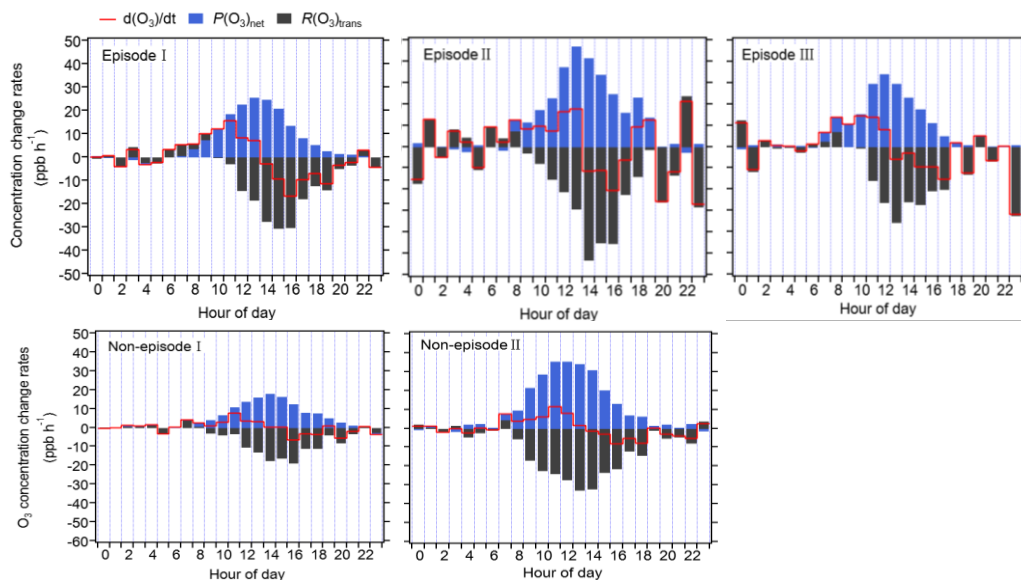 d(O₃)/dt P(O₃)net R(O₃)trans
Concentration change rates
(ppb h⁻¹)
50
40
30
20
10
0
-10
-20
-30
-40
-50
Episode I
Episode II
Episode III
0 2 4 6 8 10 12 14 16 18 20 22
0 2 4 6 8 10 12 14 16 18 20 22
0 2 4 6 8 10 12 14 16 18 20 22
Hour of day
Hour of day
Hour of day
O₃ concentration change rates
(ppb h⁻¹)
50
40
30
20
10
0
-10
-20
-30
-40
-50
-60
Non-episode I
Non-episode II
0 2 4 6 8 10 12 14 16 18 20 22
0 2 4 6 8 10 12 14 16 18 20 22
Hour of day
Hour of day